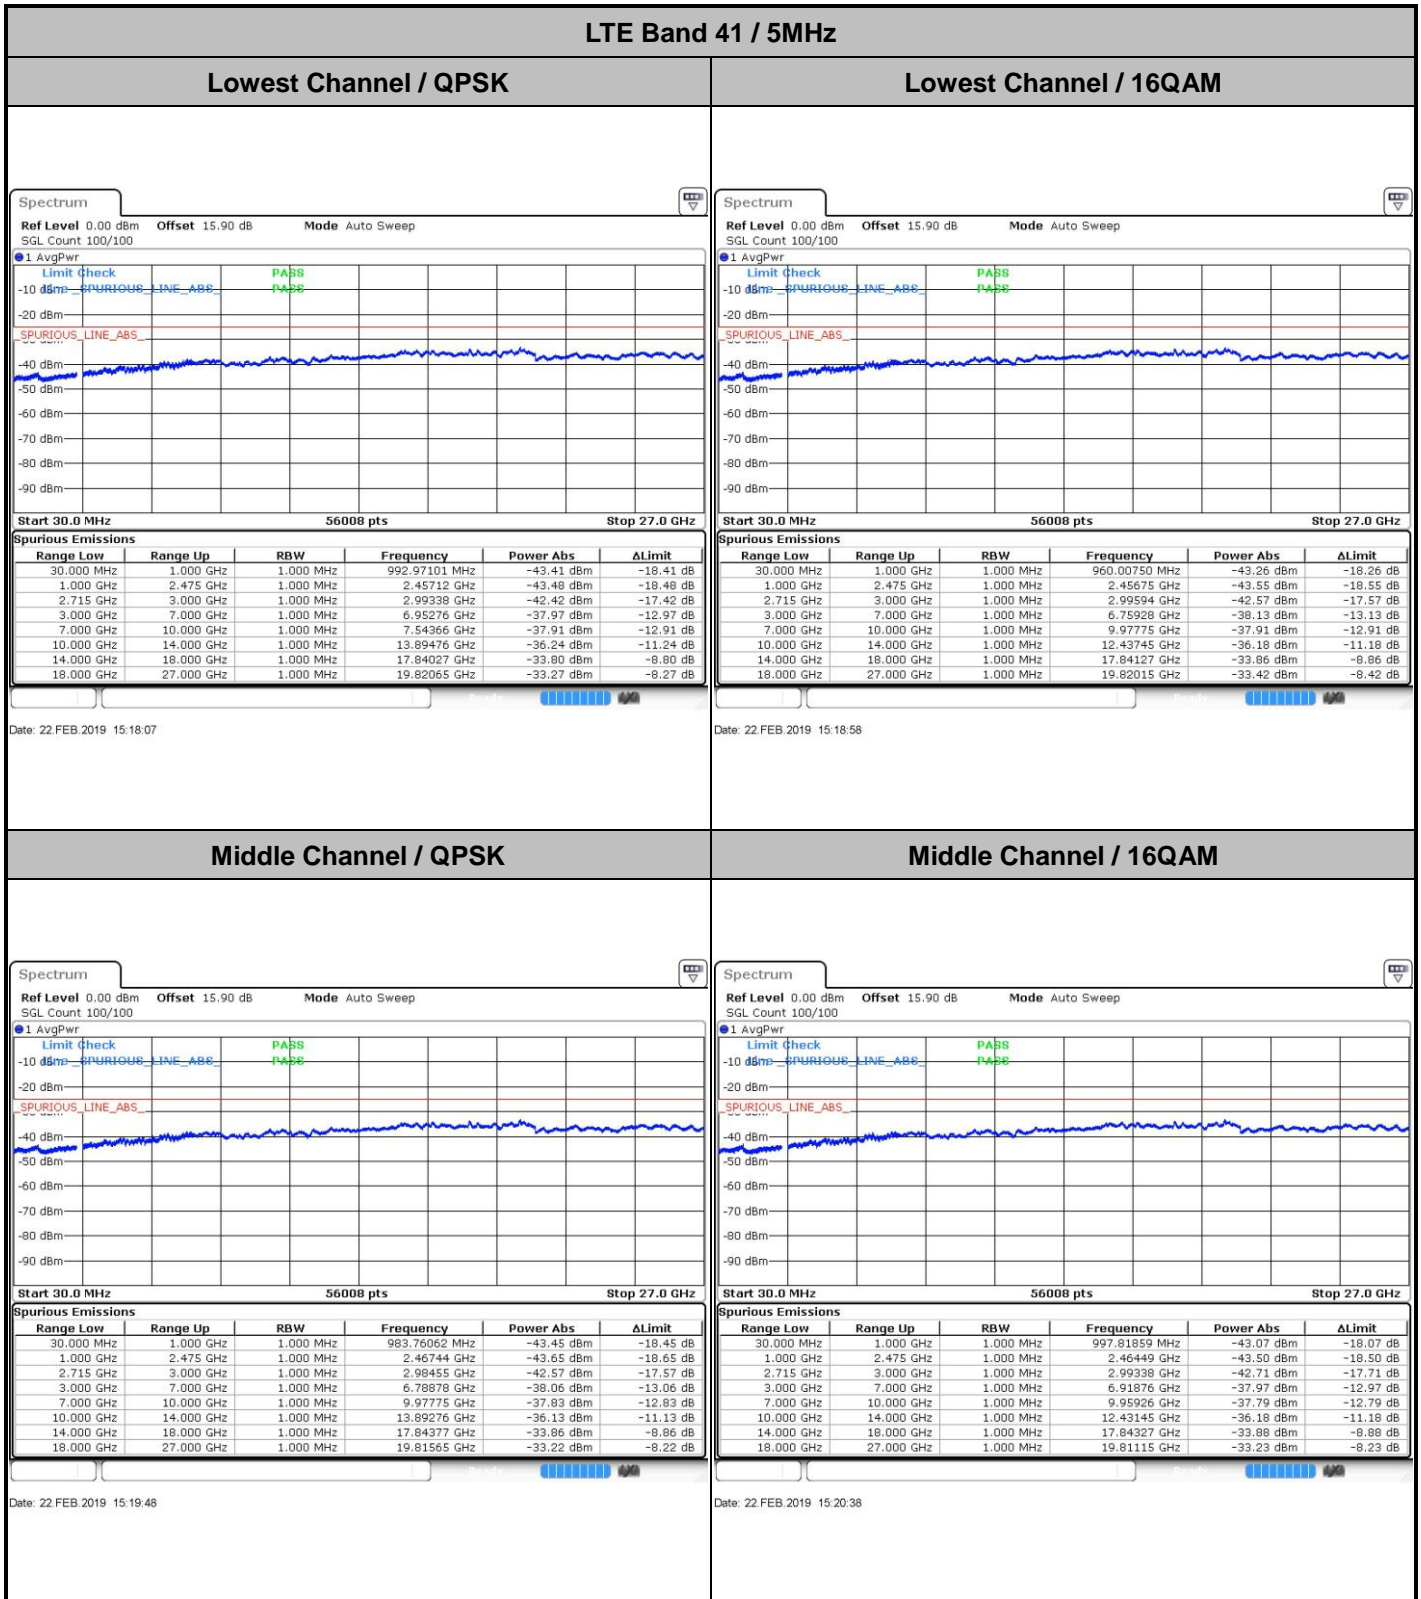 LTE Band 41 / 5MHz
Lowest Channel / QPSK
Lowest Channel / 16QAM
Spectrum
Ref Level 0.00 dBm Offset 15.90 dB Mode Auto Sweep
SGL Count 100/100
1 AvgPwr
Limit Check PASS
-10 dBm Line _SPURIOUS_LINE_ABS_ PASS
-20 dBm
_SPURIOUS_LINE_ABS_
-40 dBm
-50 dBm
-60 dBm
-70 dBm
-80 dBm
-90 dBm
Start 30.0 MHz 56008 pts Stop 27.0 GHz
Spurious Emissions
Range Low Range Up RBW Frequency Power Abs ΔLimit
30.000 MHz 1.000 GHz 1.000 MHz 992.97101 MHz -43.41 dBm -18.41 dB
1.000 GHz 2.475 GHz 1.000 MHz 2.45712 GHz -43.48 dBm -18.48 dB
2.715 GHz 3.000 GHz 1.000 MHz 2.99338 GHz -42.42 dBm -17.42 dB
3.000 GHz 7.000 GHz 1.000 MHz 6.95276 GHz -37.97 dBm -12.97 dB
7.000 GHz 10.000 GHz 1.000 MHz 7.54366 GHz -37.91 dBm -12.91 dB
10.000 GHz 14.000 GHz 1.000 MHz 13.89476 GHz -36.24 dBm -11.24 dB
14.000 GHz 18.000 GHz 1.000 MHz 17.84027 GHz -33.80 dBm -8.80 dB
18.000 GHz 27.000 GHz 1.000 MHz 19.82065 GHz -33.27 dBm -8.27 dB
Date: 22.FEB.2019 15:18:07
Spectrum
Ref Level 0.00 dBm Offset 15.90 dB Mode Auto Sweep
SGL Count 100/100
1 AvgPwr
Limit Check PASS
-10 dBm Line _SPURIOUS_LINE_ABS_ PASS
-20 dBm
_SPURIOUS_LINE_ABS_
-40 dBm
-50 dBm
-60 dBm
-70 dBm
-80 dBm
-90 dBm
Start 30.0 MHz 56008 pts Stop 27.0 GHz
Spurious Emissions
Range Low Range Up RBW Frequency Power Abs ΔLimit
30.000 MHz 1.000 GHz 1.000 MHz 960.00750 MHz -43.26 dBm -18.26 dB
1.000 GHz 2.475 GHz 1.000 MHz 2.45675 GHz -43.55 dBm -18.55 dB
2.715 GHz 3.000 GHz 1.000 MHz 2.99594 GHz -42.57 dBm -17.57 dB
3.000 GHz 7.000 GHz 1.000 MHz 6.75928 GHz -38.13 dBm -13.13 dB
7.000 GHz 10.000 GHz 1.000 MHz 9.97775 GHz -37.91 dBm -12.91 dB
10.000 GHz 14.000 GHz 1.000 MHz 12.43745 GHz -36.18 dBm -11.18 dB
14.000 GHz 18.000 GHz 1.000 MHz 17.84127 GHz -33.86 dBm -8.86 dB
18.000 GHz 27.000 GHz 1.000 MHz 19.82015 GHz -33.42 dBm -8.42 dB
Date: 22.FEB.2019 15:18:58
Middle Channel / QPSK
Middle Channel / 16QAM
Spectrum
Ref Level 0.00 dBm Offset 15.90 dB Mode Auto Sweep
SGL Count 100/100
1 AvgPwr
Limit Check PASS
-10 dBm Line _SPURIOUS_LINE_ABS_ PASS
-20 dBm
_SPURIOUS_LINE_ABS_
-40 dBm
-50 dBm
-60 dBm
-70 dBm
-80 dBm
-90 dBm
Start 30.0 MHz 56008 pts Stop 27.0 GHz
Spurious Emissions
Range Low Range Up RBW Frequency Power Abs ΔLimit
30.000 MHz 1.000 GHz 1.000 MHz 983.76062 MHz -43.45 dBm -18.45 dB
1.000 GHz 2.475 GHz 1.000 MHz 2.46744 GHz -43.65 dBm -18.65 dB
2.715 GHz 3.000 GHz 1.000 MHz 2.98455 GHz -42.57 dBm -17.57 dB
3.000 GHz 7.000 GHz 1.000 MHz 6.78878 GHz -38.06 dBm -13.06 dB
7.000 GHz 10.000 GHz 1.000 MHz 9.97775 GHz -37.83 dBm -12.83 dB
10.000 GHz 14.000 GHz 1.000 MHz 13.89276 GHz -36.13 dBm -11.13 dB
14.000 GHz 18.000 GHz 1.000 MHz 17.84377 GHz -33.86 dBm -8.86 dB
18.000 GHz 27.000 GHz 1.000 MHz 19.81565 GHz -33.22 dBm -8.22 dB
Date: 22.FEB.2019 15:19:48
Spectrum
Ref Level 0.00 dBm Offset 15.90 dB Mode Auto Sweep
SGL Count 100/100
1 AvgPwr
Limit Check PASS
-10 dBm Line _SPURIOUS_LINE_ABS_ PASS
-20 dBm
_SPURIOUS_LINE_ABS_
-40 dBm
-50 dBm
-60 dBm
-70 dBm
-80 dBm
-90 dBm
Start 30.0 MHz 56008 pts Stop 27.0 GHz
Spurious Emissions
Range Low Range Up RBW Frequency Power Abs ΔLimit
30.000 MHz 1.000 GHz 1.000 MHz 997.81859 MHz -43.07 dBm -18.07 dB
1.000 GHz 2.475 GHz 1.000 MHz 2.46449 GHz -43.50 dBm -18.50 dB
2.715 GHz 3.000 GHz 1.000 MHz 2.99338 GHz -42.71 dBm -17.71 dB
3.000 GHz 7.000 GHz 1.000 MHz 6.91876 GHz -37.97 dBm -12.97 dB
7.000 GHz 10.000 GHz 1.000 MHz 9.95926 GHz -37.79 dBm -12.79 dB
10.000 GHz 14.000 GHz 1.000 MHz 12.43145 GHz -36.18 dBm -11.18 dB
14.000 GHz 18.000 GHz 1.000 MHz 17.84327 GHz -33.88 dBm -8.88 dB
18.000 GHz 27.000 GHz 1.000 MHz 19.81115 GHz -33.23 dBm -8.23 dB
Date: 22.FEB.2019 15:20:38